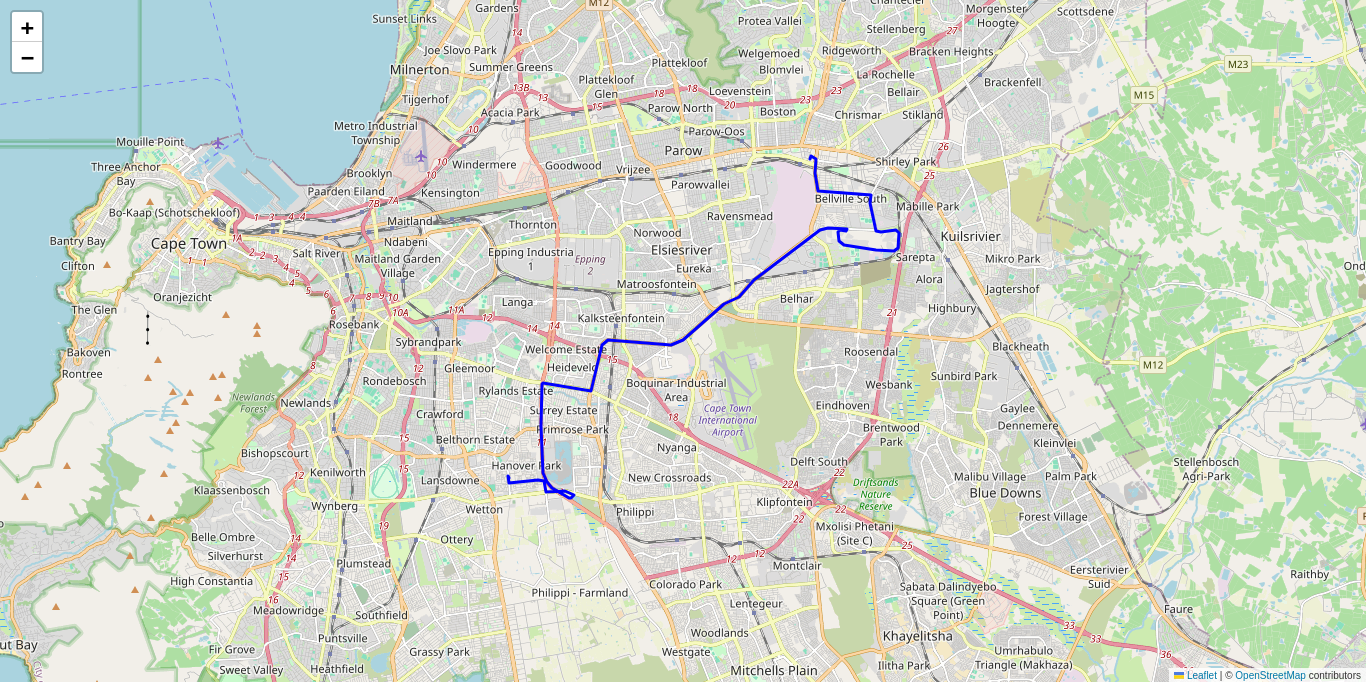 +
−
Sunset Links
Gardens
M12
Morgenster
Hoogte
Scottsdene
Protea Vallei
Stellenberg
Joe Slovo Park
Welgemoed
Ridgeworth
27
Bracken Heights
M23
Milnerton
Summer Greens
Plattekloof
Blomvlei
La Rochelle
Brackenfell
M15
Tijgerhof
13B
13
Plattekloof
Glen
15
18
18
Loevenstein
20
23
23
Bellair
Acacia Park
Parow North
Boston
Chrismar
Stikland
Metro Industrial
Township
10
Parow-Oos
26
Mouille Point
Three Anchor
Bay
Brooklyn
10
Windermere
Goodwood
Vrijzee
Parow
Shirley Park
25
Paarden Eiland
Kensington
Parowvallei
7B
7A
Bo-Kaap (Schotschekloof)
1
3
4
4
Maitland
Thornton
Ravensmead
Bellville South
Mabille Park
Bantry Bay
Cape Town
1A
Salt River
Ndabeni
Norwood
Elsiesriver
Kuilsrivier
Clifton
Maitland Garden
Village
Epping Industria
1
Epping
2
Eureka
Sarepta
Mikro Park
Oranjezicht
Matroosfontein
Belhar
Alora
Jagtershof
The Glen
Langa
Kalksteenfontein
Highbury
Rosebank
10A
11A
14
14
21
Bakoven
Rontree
Sybrandpark
Welcome Estate
15
Roosendal
Blackheath
M12
Gleemoor
Heideveld
Rondebosch
Rylands Estate
Boquinar Industrial
Area
Wesbank
Sunbird Park
Newlands
Forest
Newlands
Crawford
Surrey Estate
18
Cape Town
International
Airport
Eindhoven
Gaylee
Dennemere
Primrose Park
Brentwood
Park
Kleinvlei
Bishopscourt
Belthorn Estate
Nyanga
Delft South
Stellenbosch
Agri-Park
Klaassenbosch
Kenilworth
Lansdowne
Hanover Park
New Crossroads
22A
22
Driftsands
Nature
Reserve
Malibu Village
Palm Park
Blue Downs
Wynberg
Wetton
Philippi
Klipfontein
22
Forest Village
Belle Ombre
19
Mxolisi Phetani
(Site C)
Silverhurst
14
Ottery
12
12
25
Montclair
High Constantia
Plumstead
Colorado Park
Eersterivier
Suid
Raithby
16
Philippi - Farmland
Sabata Dalindyebo
Square (Green
Point)
Meadowridge
Southfield
Lentegeur
Faure
33
Puntsville
Woodlands
Khayelitsha
Fir Grove
Grassy Park
Westgate
Umrhabulo
Triangle (Makhaza)
36
Sweet Valley
Heathfield
Mitchells Plain
Ilitha Park
Leaflet | © OpenStreetMap contributors